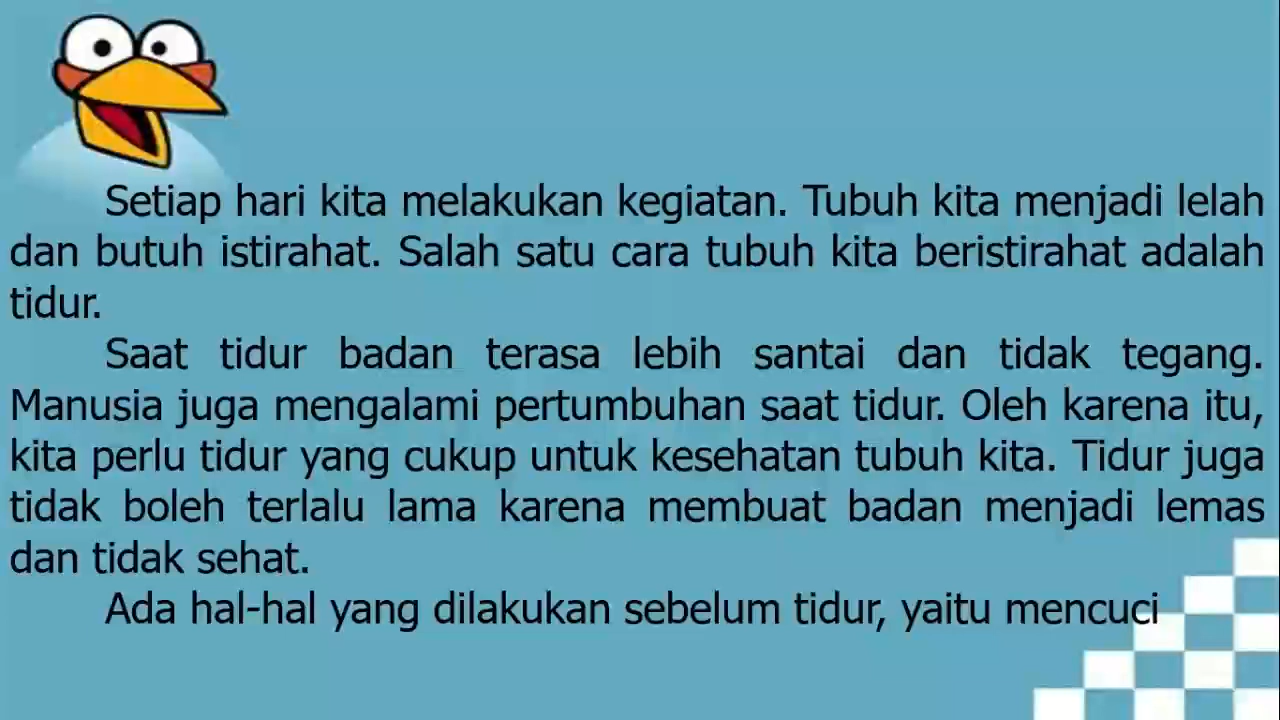 Setiap hari kita melakukan kegiatan. Tubuh kita menjadi lelah
dan butuh istirahat. Salah satu cara tubuh kita beristirahat adalah
tidur.
Saat tidur badan terasa lebih santai dan tidak tegang.
Manusia juga mengalami pertumbuhan saat tidur. Oleh karena itu,
kita perlu tidur yang cukup untuk kesehatan tubuh kita. Tidur juga
tidak boleh terlalu lama karena membuat badan menjadi lemas
dan tidak sehat.
Ada hal-hal yang dilakukan sebelum tidur, yaitu mencuci